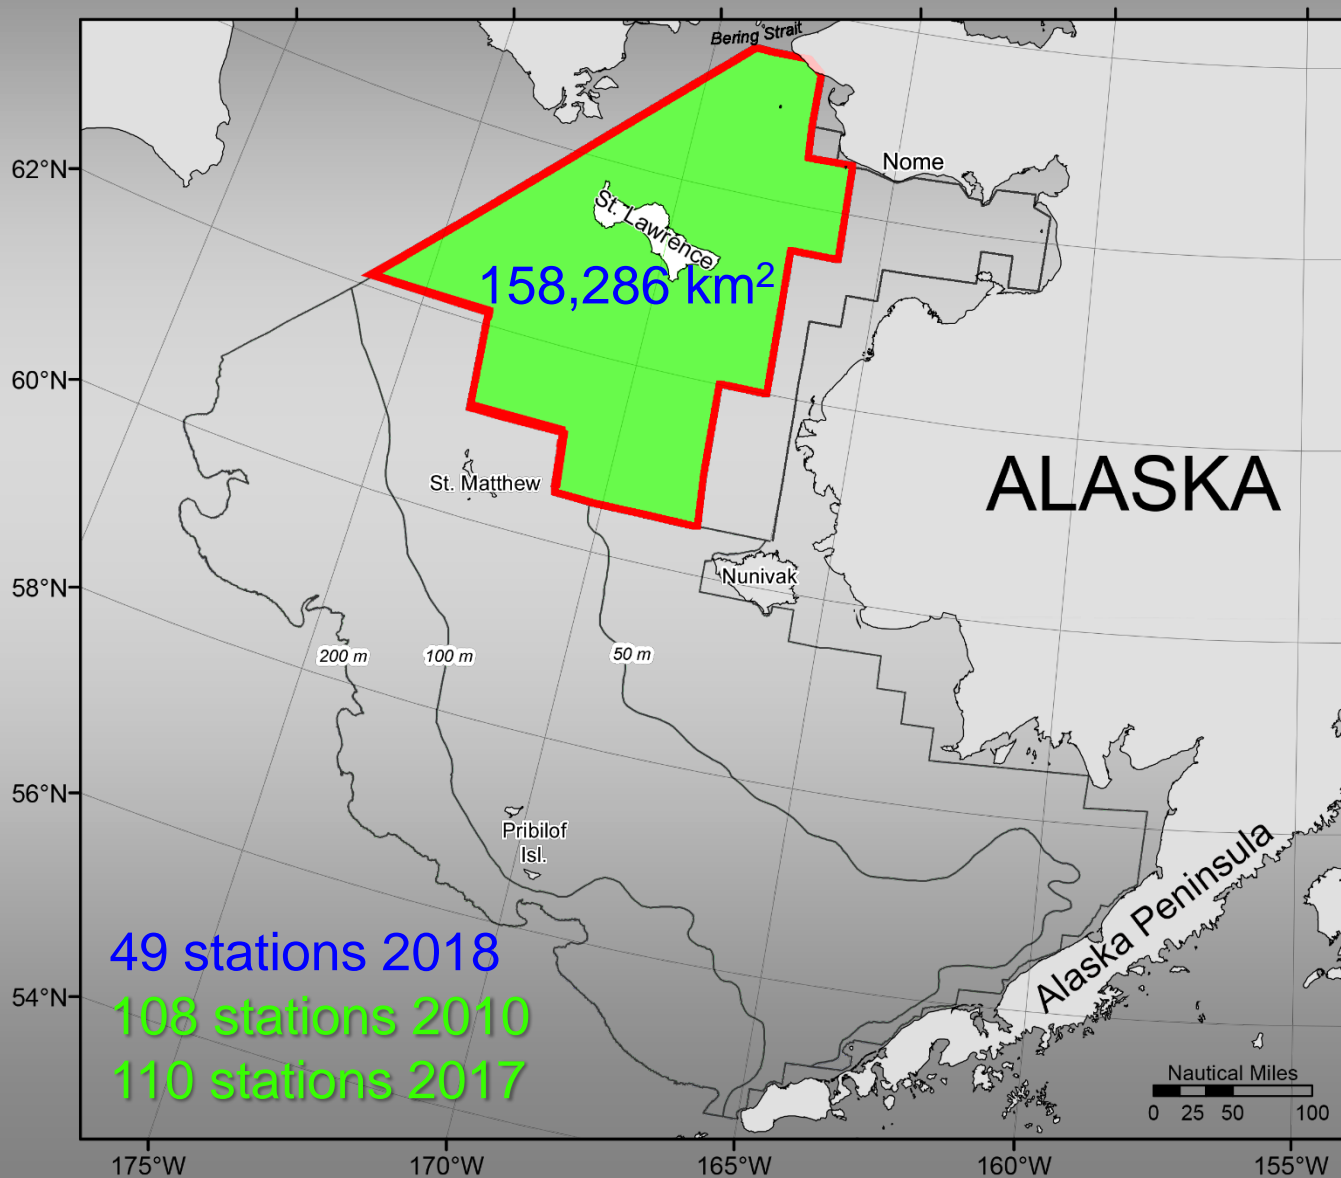 Bering Strait
62°N
Nome
St. Lawrence
158,286 km²
60°N
ALASKA
St. Matthew
58°N
Nunivak
200 m
100 m
50 m
56°N
Pribilof
Isl.
Alaska Peninsula
49 stations 2018
54°N
108 stations 2010
110 stations 2017
Nautical Miles
0 25 50 100
175°W 170°W 165°W 160°W 155°W